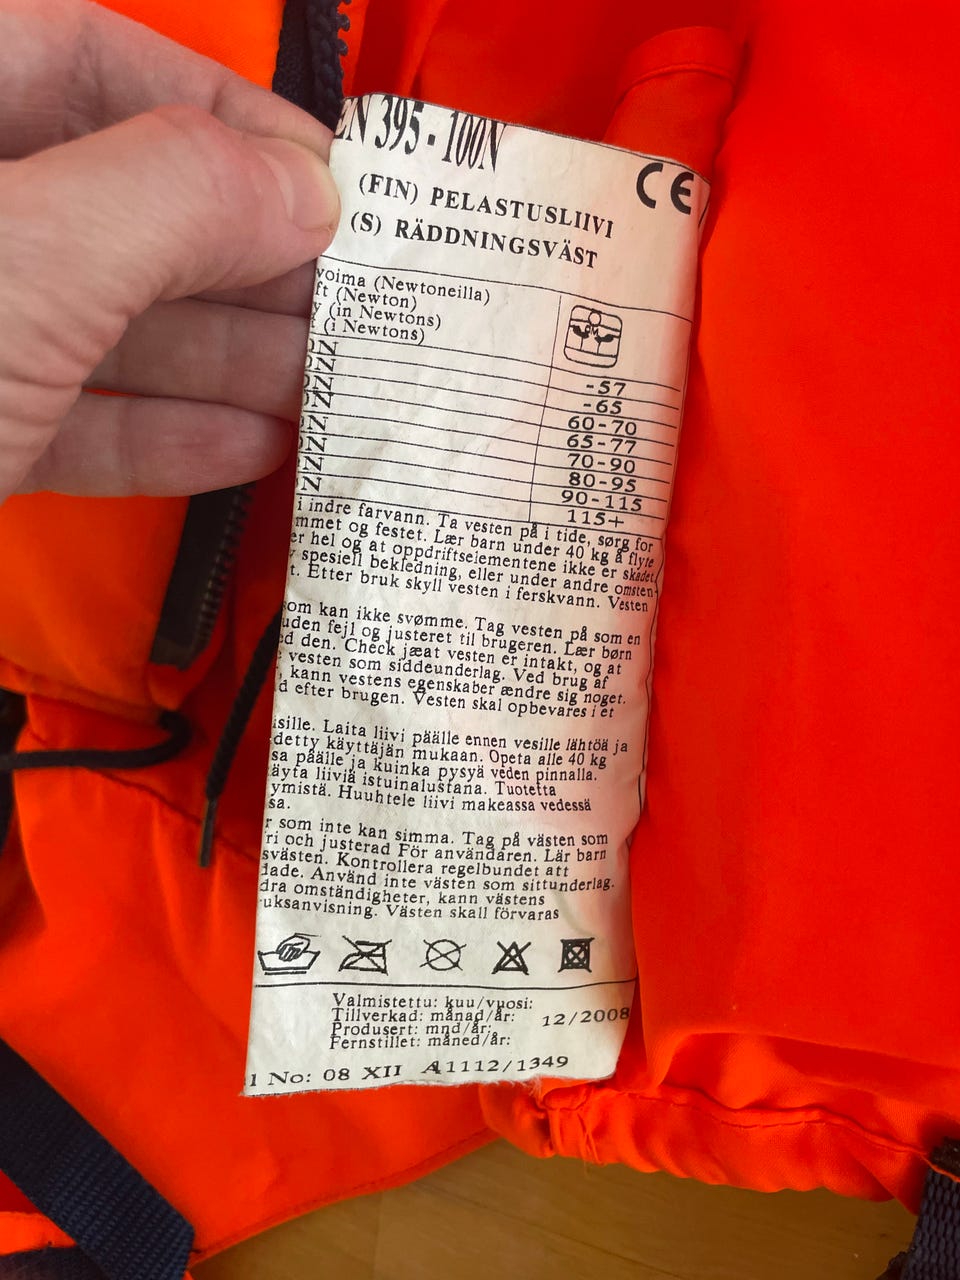 EN 395-100N
CE
(FIN) PELASTUSLIIVI
(S) RÄDDNINGSVÄST
voima (Newtoneilla)
ft (Newton)
y (in Newtons)
t (i Newtons)
N
N
N
N
N
N
N
N
-57
-65
60-70
65-77
70-90
80-95
90-115
115+
i indre farvann. Ta vesten på i tide, sørg for
mmet og festet. Lær barn under 40 kg å flyte
er hel og at oppdriftselementene ikke er skadet
spesiell bekledning, eller under andre omsten-
t. Etter bruk skyll vesten i ferskvann. Vesten
som kan ikke svømme. Tag vesten på som en
uden fejl og justeret til brugeren. Lær børn
ed den. Check jæat vesten er intakt, og at
vesten som siddeunderlag. Ved brug af
, kann vestens egenskaber ændre sig noget.
d efter brugen. Vesten skal opbevares i et
isille. Laita liivi päälle ennen vesille lähtöä ja
detty käyttäjän mukaan. Opeta alle 40 kg
sa päälle ja kuinka pysyä veden pinnalla.
äyta liiviä istuinalustana. Tuotetta
ymistä. Huuhtele liivi makeassa vedessä
sa.
r som inte kan simma. Tag på västen som
ri och justerad För användaren. Lär barn
svästen. Kontrollera regelbundet att
dade. Använd inte västen som sittunderlag.
dra omständigheter, kann västens
uksanvisning. Västen skall förvaras
Valmistettu: kuu/vuosi:
Tillverkad: månad/år: 12/2008
Produsert: mnd/år:
Fernstillet: måned/år:
l No: 08 XII A1112/1349